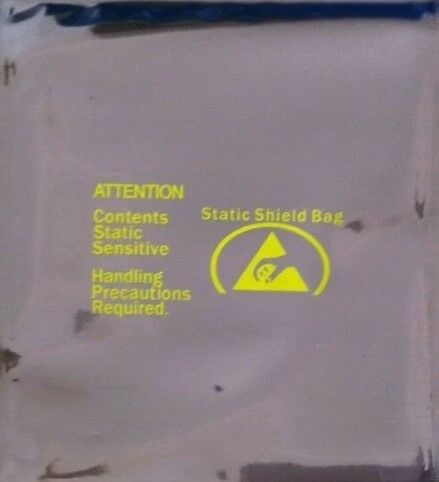 ATTENTION
Contents
Static
Sensitive
Handling
Precautions
Required.
Static Shield Bag